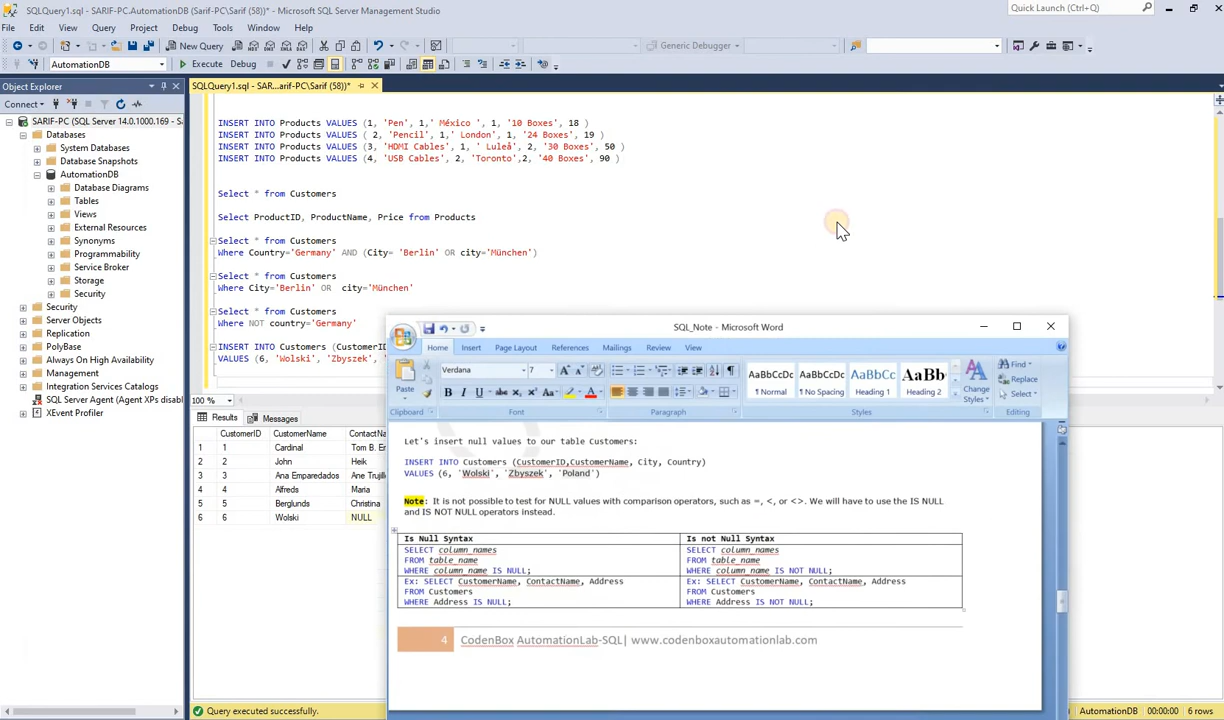 SQLQuery1.sql - SARIF-PC.AutomationDB (Sarif-PC\Sarif (58))* - Microsoft SQL Server Management Studio
Quick Launch (Ctrl+Q)
File Edit View Query Project Debug Tools Window Help
New Query
Generic Debugger
AutomationDB
Execute Debug
Object Explorer
SQLQuery1.sql - SAR...arif-PC\Sarif (58))*
Connect
SARIF-PC (SQL Server 14.0.1000.169 - SARIF-PC
Databases
System Databases
Database Snapshots
AutomationDB
Database Diagrams
Tables
Views
External Resources
Synonyms
Programmability
Service Broker
Storage
Security
Security
Server Objects
Replication
PolyBase
Always On High Availability
Management
Integration Services Catalogs
SQL Server Agent (Agent XPs disabl
XEvent Profiler
INSERT INTO Products VALUES (1, 'Pen', 1,' México ', 1, '10 Boxes', 18 )
INSERT INTO Products VALUES ( 2, 'Pencil', 1,' London', 1, '24 Boxes', 19 )
INSERT INTO Products VALUES (3, 'HDMI Cables', 1, ' Luleå', 2, '30 Boxes', 50 )
INSERT INTO Products VALUES (4, 'USB Cables', 2, 'Toronto',2, '40 Boxes', 90 )
Select * from Customers
Select ProductID, ProductName, Price from Products
Select * from Customers
Where Country='Germany' AND (City= 'Berlin' OR city='München')
Select * from Customers
Where City='Berlin' OR city='München'
Select * from Customers
Where NOT country='Germany'
INSERT INTO Customers (CustomerID
VALUES (6, 'Wolski', 'Zbyszek', '
100 %
Results Messages
CustomerID CustomerName ContactNa
1 1 Cardinal Tom B. Er
2 2 John Heik
3 3 Ana Emparedados Ane Trujill
4 4 Alfreds Maria
5 5 Berglunds Christina
6 6 Wolski NULL
Query executed successfully.
AutomationDB 00:00:00 6 rows
SQL_Note - Microsoft Word
Home Insert Page Layout References Mailings Review View
Paste
Verdana 7
AaBbCcDc AaBbCcDc AaBbCc AaBb
¶ Normal ¶ No Spacing Heading 1 Heading 2
Change Styles
Find
Replace
Select
Clipboard Font Paragraph Styles Editing
Let's insert null values to our table Customers:
INSERT INTO Customers (CustomerID,CustomerName, City, Country)
VALUES (6, 'Wolski', 'Zbyszek', 'Poland')
Note: It is not possible to test for NULL values with comparison operators, such as =, <, or <>. We will have to use the IS NULL
and IS NOT NULL operators instead.
Is Null Syntax
SELECT column_names
FROM table_name
WHERE column_name IS NULL;
Ex: SELECT CustomerName, ContactName, Address
FROM Customers
WHERE Address IS NULL;
Is not Null Syntax
SELECT column_names
FROM table_name
WHERE column_name IS NOT NULL;
Ex: SELECT CustomerName, ContactName, Address
FROM Customers
WHERE Address IS NOT NULL;
4 CodenBox AutomationLab-SQL| www.codenboxautomationlab.com